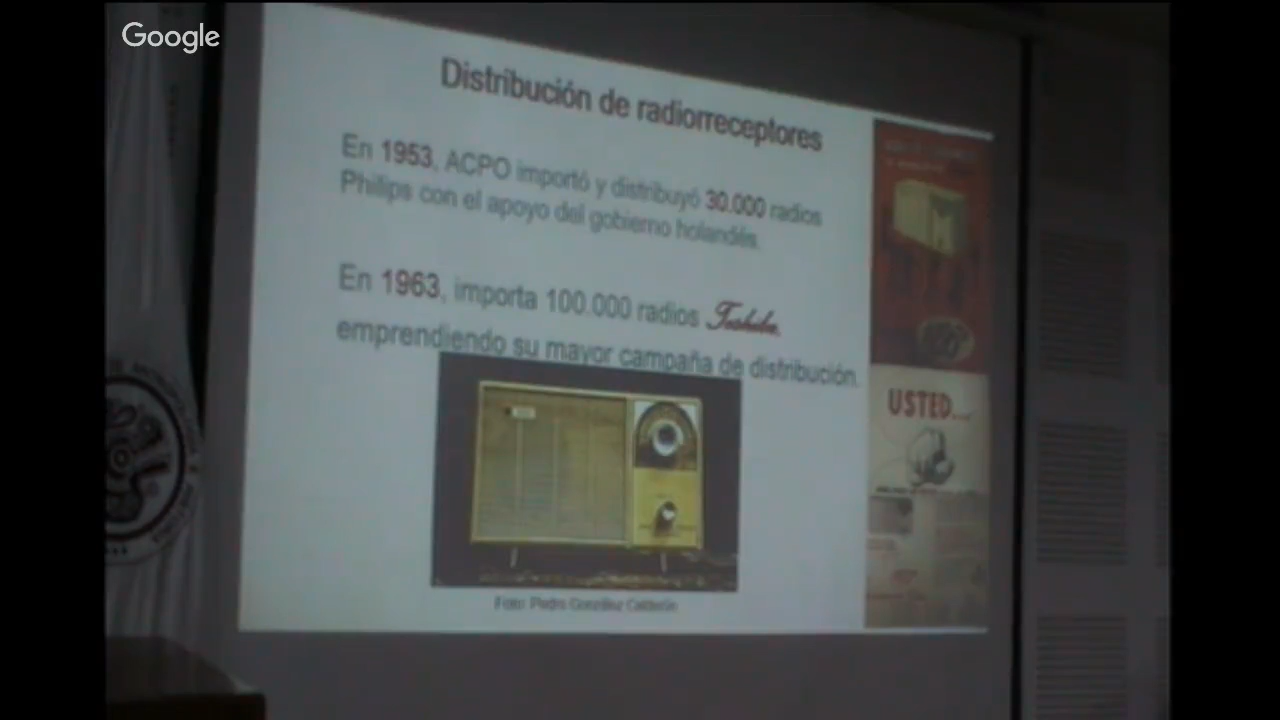 Google
Distribución de radiorreceptores
En 1953, ACPO importó y distribuyó 30.000 radios
Phillips con el apoyo del gobierno holandés.
En 1963, importa 100.000 radios Toshiba,
emprendiendo su mayor campaña de distribución.
Foto: Pedro González Calderón
USTED...